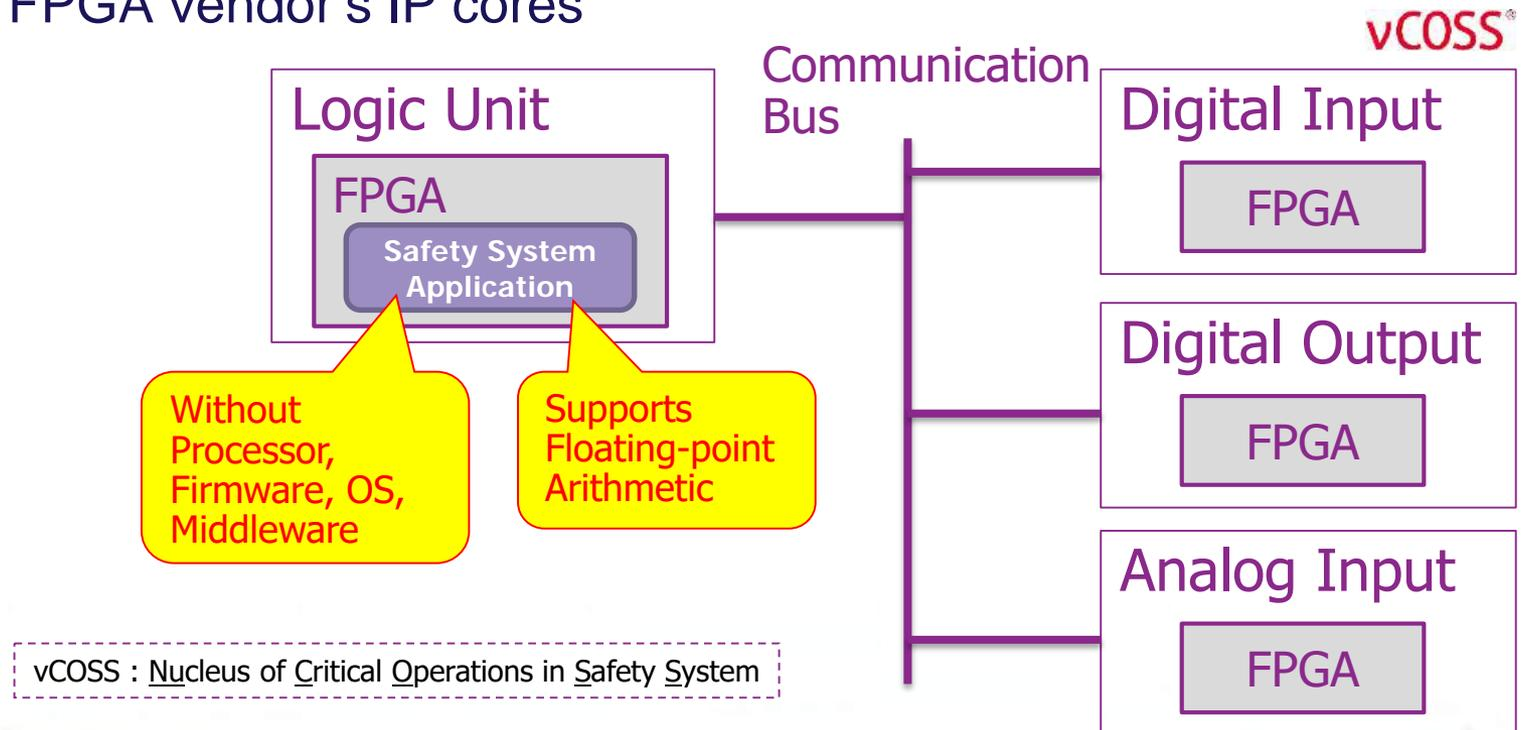 FPGA vendor's IP cores
vCOSS®
Logic Unit
FPGA
Safety System
Application
Communication
Bus
Digital Input
FPGA
Digital Output
FPGA
Analog Input
FPGA
Without
Processor,
Firmware, OS,
Middleware
Supports
Floating-point
Arithmetic
vCOSS : Nucleus of Critical Operations in Safety System